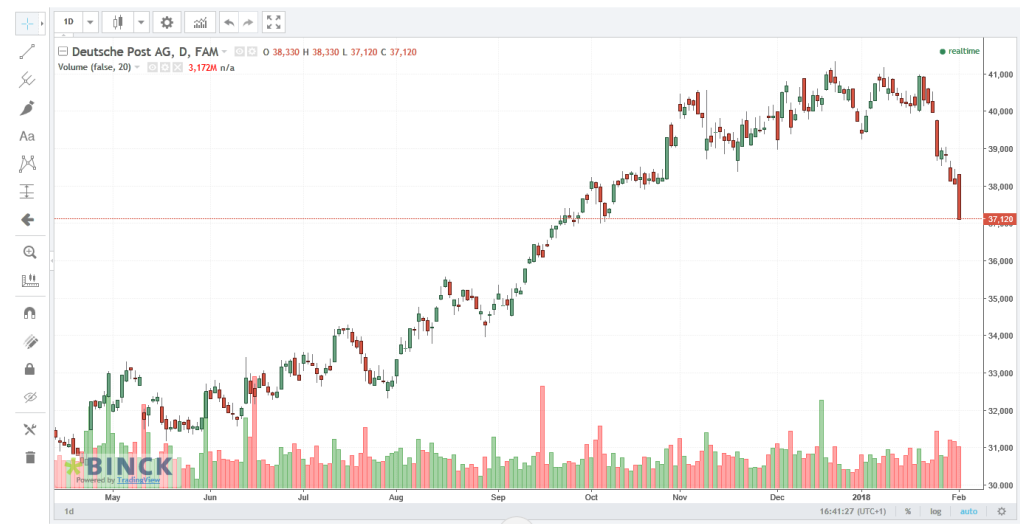 1D
Deutsche Post AG, D, FAM O 38,330 H 38,330 L 37,120 C 37,120
realtime
Volume (false, 20) 3,172M n/a
Aa
41,000
40,000
39,000
38,000
37,120
37,000
36,000
35,000
34,000
33,000
32,000
31,000
30,000
BINCK
Powered by TradingView
May Jun Jul Aug Sep Oct Nov Dec 2018 Feb
1d 16:41:27 (UTC+1) % log auto